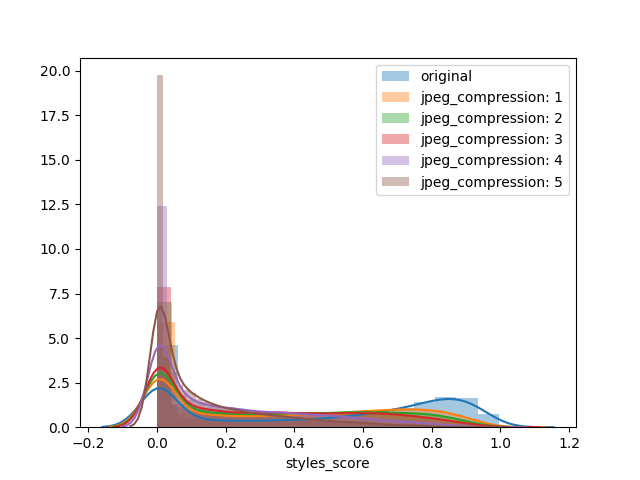 20.0
17.5
15.0
12.5
10.0
7.5
5.0
2.5
0.0
original
jpeg_compression: 1
jpeg_compression: 2
jpeg_compression: 3
jpeg_compression: 4
jpeg_compression: 5
−0.2 0.0 0.2 0.4 0.6 0.8 1.0 1.2
styles_score